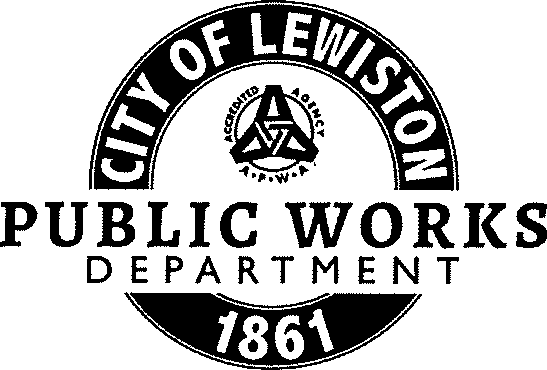 CITY OF LEWISTON
ACCREDITED AGENCY
A•P•W•A
PUBLIC WORKS
DEPARTMENT
1861